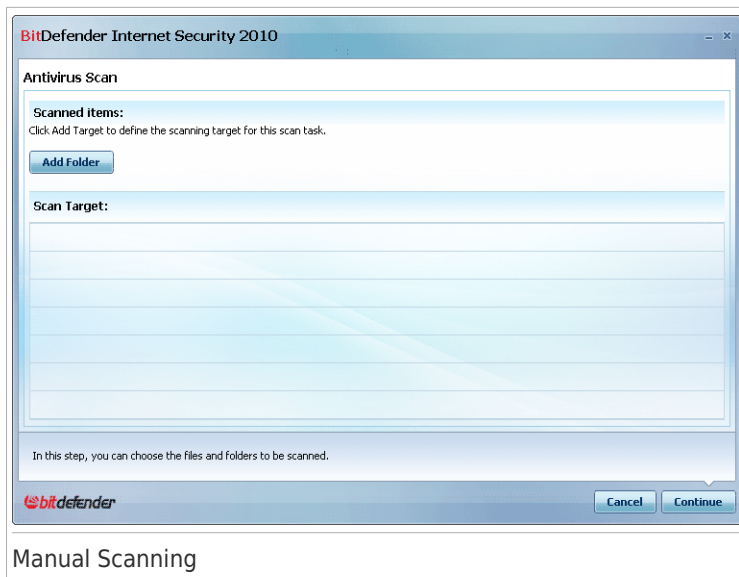 BitDefender Internet Security 2010
Antivirus Scan
Scanned items:
Click Add Target to define the scanning target for this scan task.
Add Folder
Scan Target:
In this step, you can choose the files and folders to be scanned.
bitdefender
Cancel Continue
Manual Scanning